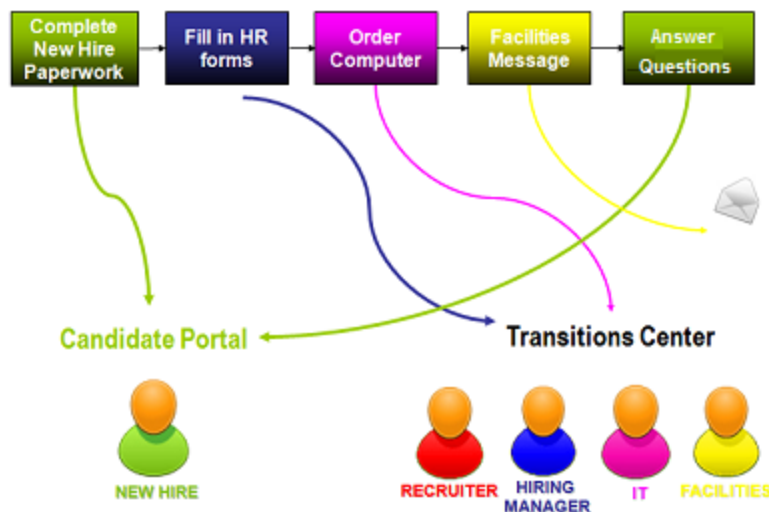 Complete
New Hire
Paperwork
Fill in HR
forms
Order
Computer
Facilities
Message
Answer
Questions
Candidate Portal
Transitions Center
NEW HIRE
RECRUITER
HIRING
MANAGER
IT
FACILITIES